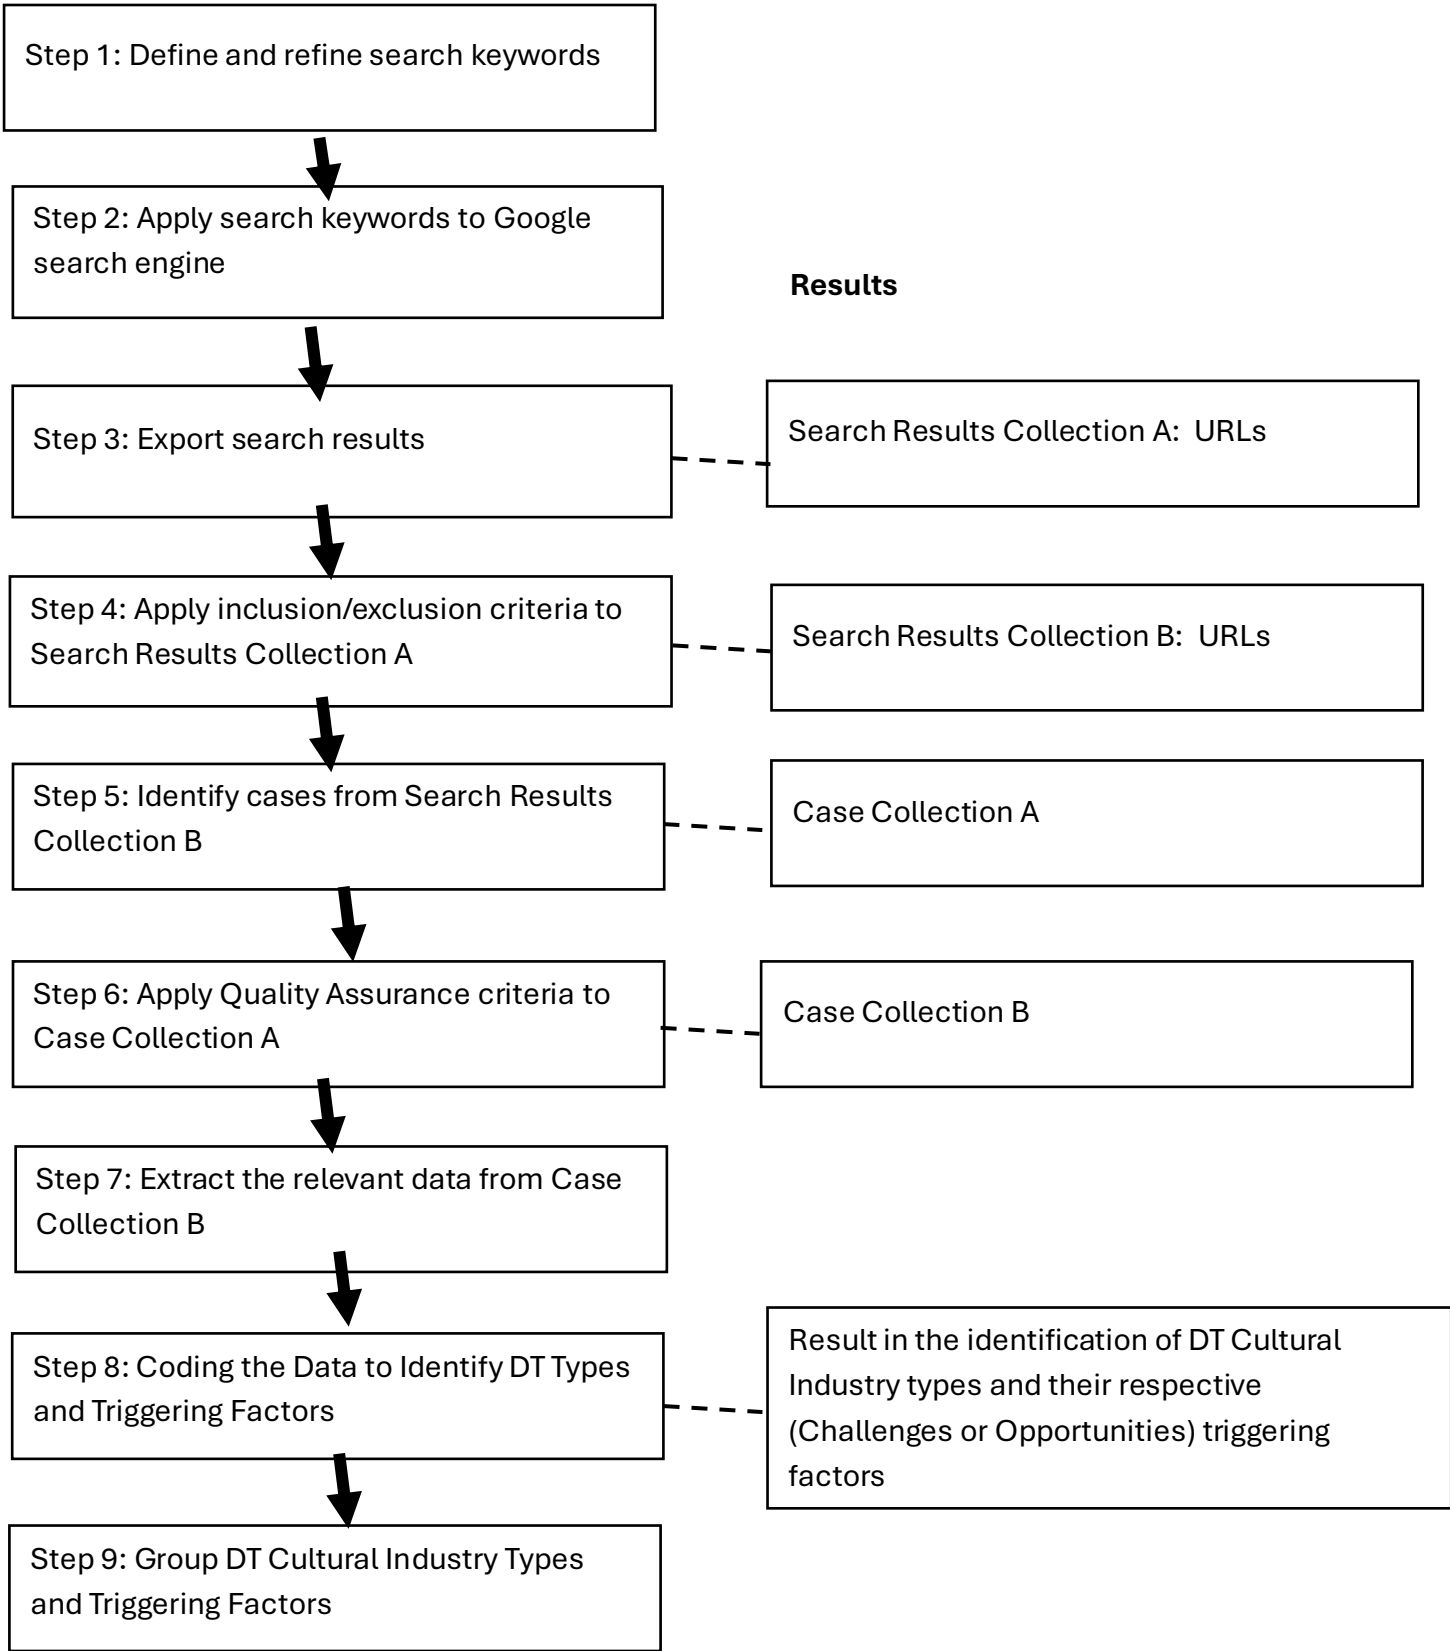 Step 1: Define and refine search keywords
Step 2: Apply search keywords to Google
search engine
Results
Step 3: Export search results
Search Results Collection A:  URLs
Step 4: Apply inclusion/exclusion criteria to
Search Results Collection A
Search Results Collection B:  URLs
Step 5: Identify cases from Search Results
Collection B
Case Collection A
Step 6: Apply Quality Assurance criteria to
Case Collection A
Case Collection B
Step 7: Extract the relevant data from Case
Collection B
Step 8: Coding the Data to Identify DT Types
and Triggering Factors
Result in the identification of DT Cultural
Industry types and their respective
(Challenges or Opportunities) triggering
factors
Step 9: Group DT Cultural Industry Types
and Triggering Factors